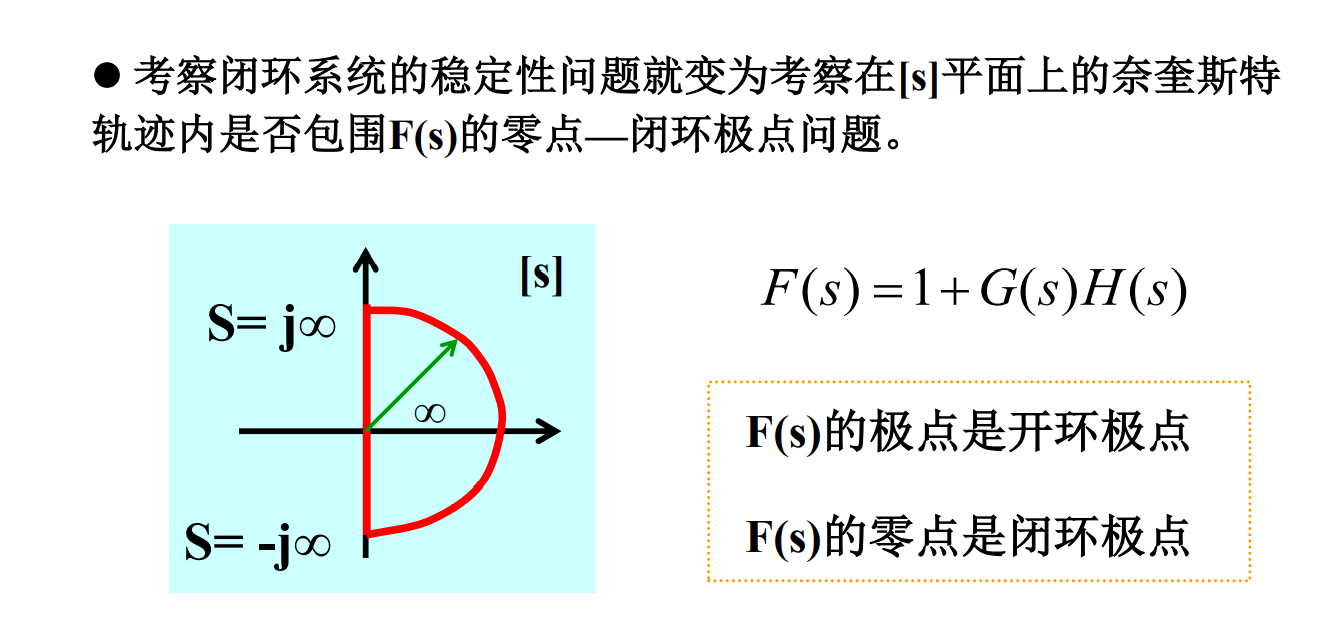 ● 考察闭环系统的稳定性问题就变为考察在[s]平面上的奈奎斯特
轨迹内是否包围F(s)的零点—闭环极点问题。
[s]
S= j∞
∞
S= -j∞
F(s)=1+G(s)H(s)
F(s)的极点是开环极点
F(s)的零点是闭环极点